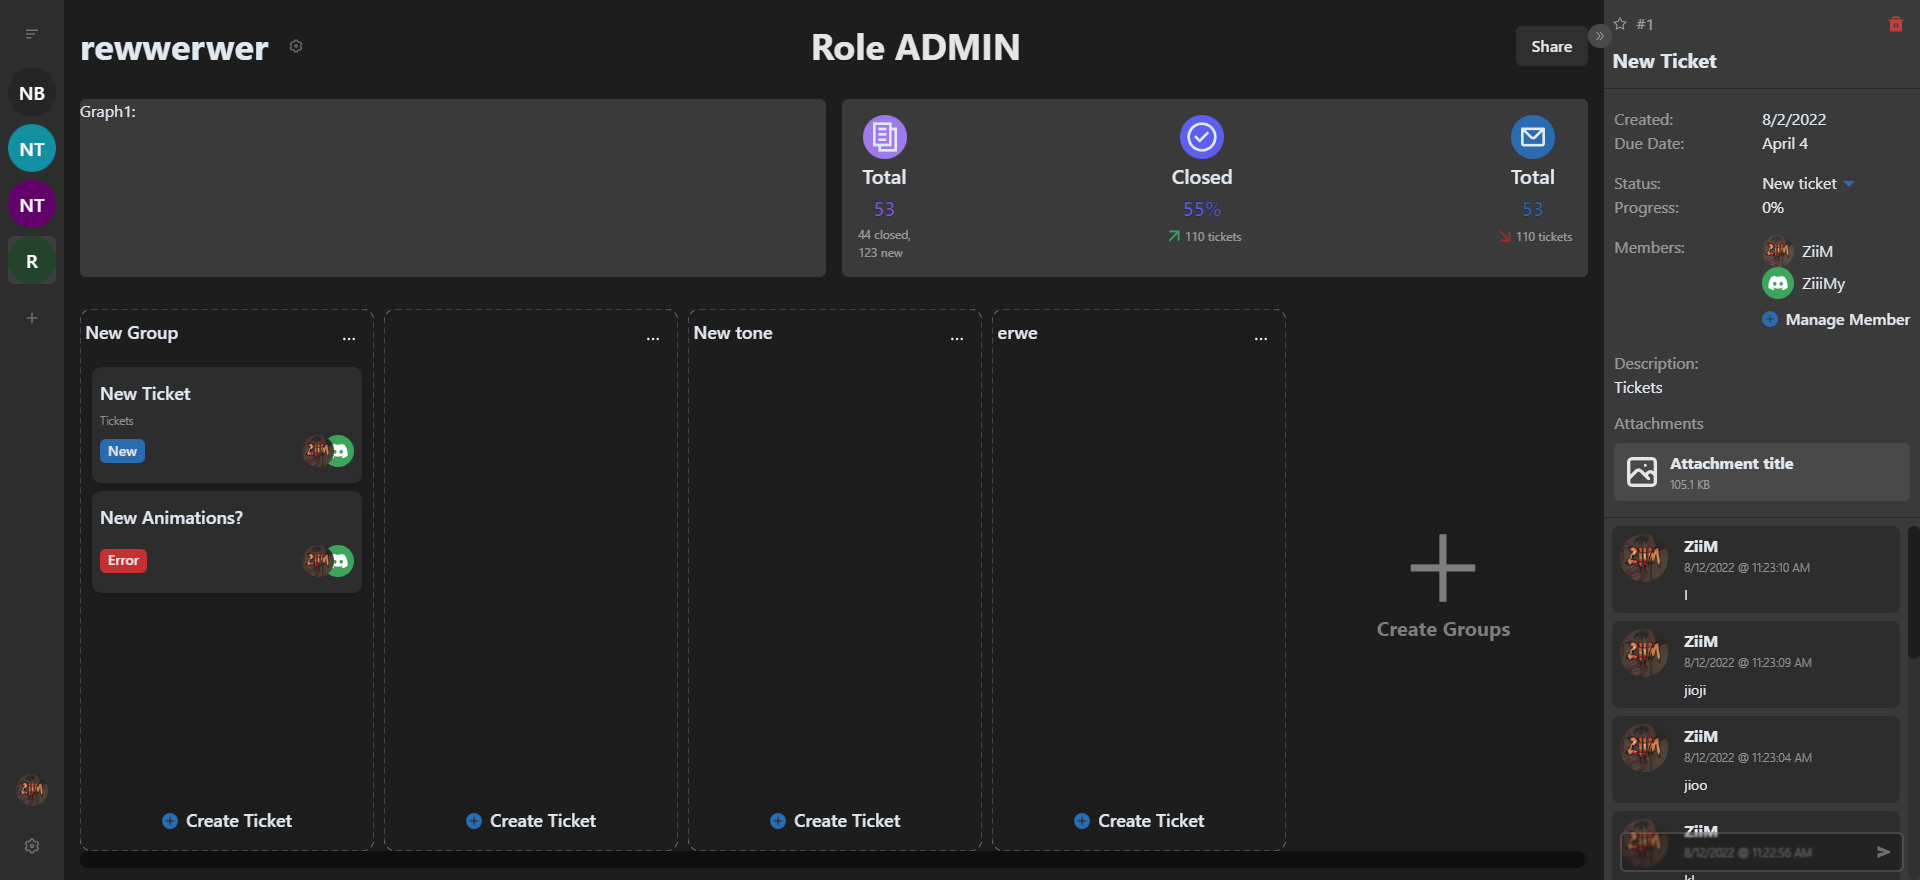 NB
NT
NT
R
rewwerwer
Role ADMIN
Share
Graph1:
Total
53
44 closed,
123 new
Closed
55%
110 tickets
Total
53
110 tickets
New Group
...
New Ticket
Tickets
New
New Animations?
Error
Create Ticket
...
Create Ticket
New tone
...
Create Ticket
erwe
...
Create Ticket
Create Groups
#1
New Ticket
Created:
8/2/2022
Due Date:
April 4
Status:
New ticket
Progress:
0%
Members:
ZiiM
ZiiiMy
Manage Member
Description:
Tickets
Attachments
Attachment title
105.1 KB
ZiiM
8/12/2022 @ 11:23:10 AM
ZiiM
8/12/2022 @ 11:23:09 AM
jioji
ZiiM
8/12/2022 @ 11:23:04 AM
jioo
ZiiM
8/12/2022 @ 11:22:56 AM